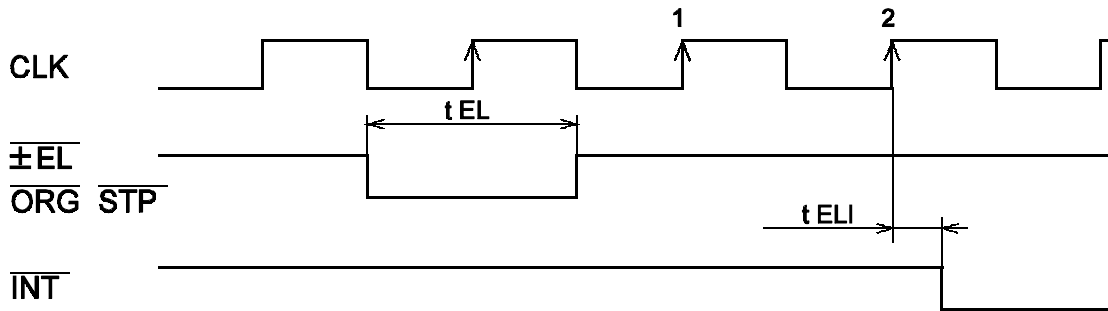 1 2
CLK
t EL
±EL
ORG STP
t ELI
INT